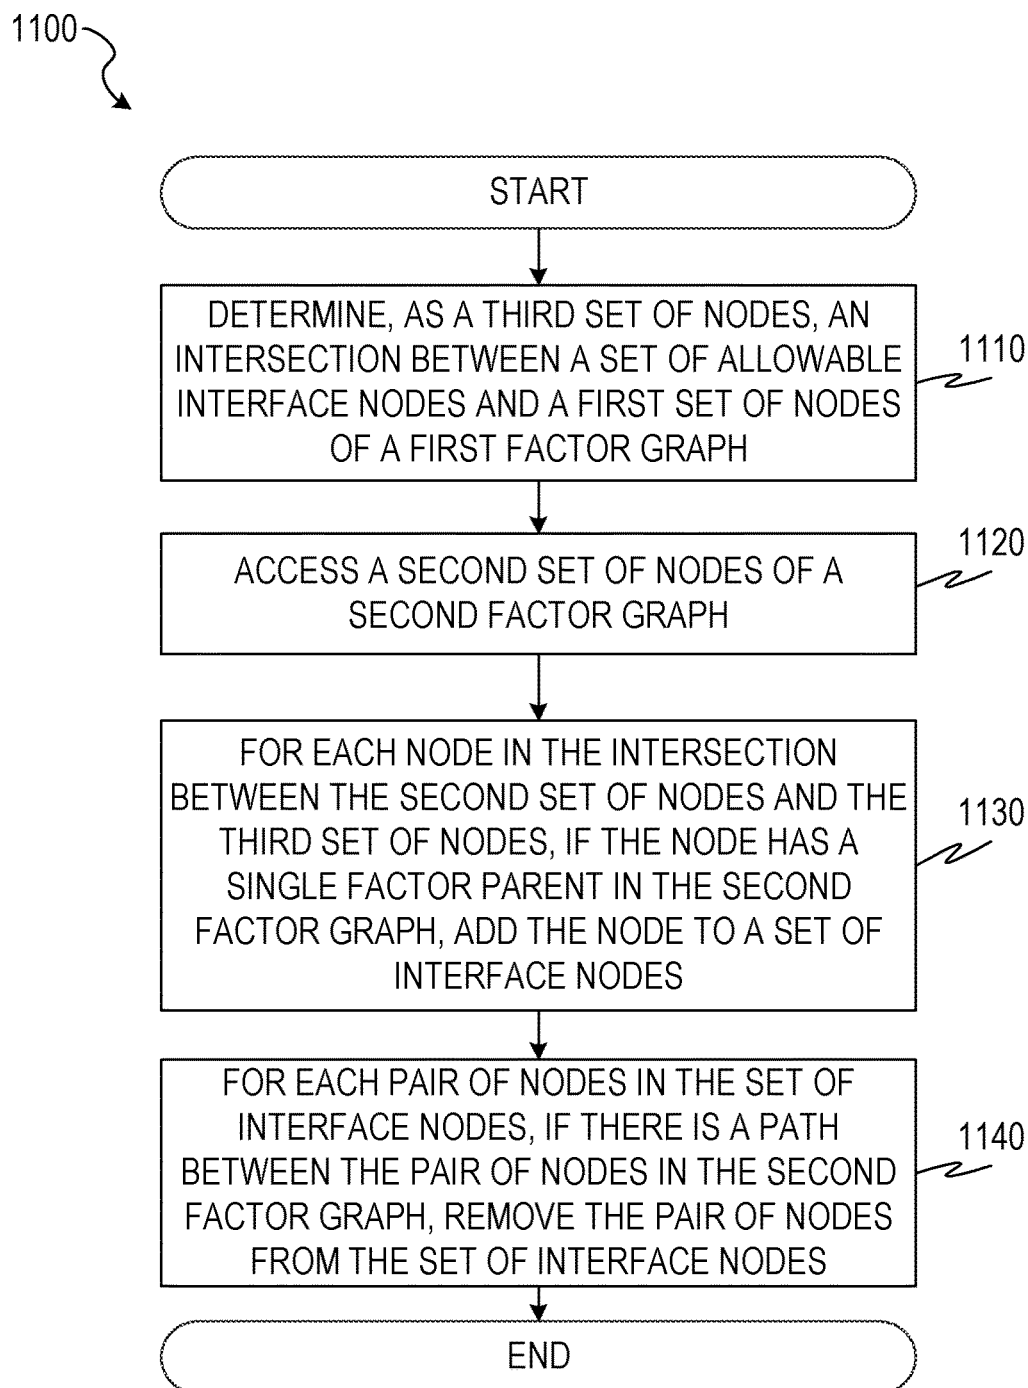 1100
START
DETERMINE, AS A THIRD SET OF NODES, AN
INTERSECTION BETWEEN A SET OF ALLOWABLE
INTERFACE NODES AND A FIRST SET OF NODES
OF A FIRST FACTOR GRAPH
1110
ACCESS A SECOND SET OF NODES OF A
SECOND FACTOR GRAPH
1120
FOR EACH NODE IN THE INTERSECTION
BETWEEN THE SECOND SET OF NODES AND THE
THIRD SET OF NODES, IF THE NODE HAS A
SINGLE FACTOR PARENT IN THE SECOND
FACTOR GRAPH, ADD THE NODE TO A SET OF
INTERFACE NODES
1130
FOR EACH PAIR OF NODES IN THE SET OF
INTERFACE NODES, IF THERE IS A PATH
BETWEEN THE PAIR OF NODES IN THE SECOND
FACTOR GRAPH, REMOVE THE PAIR OF NODES
FROM THE SET OF INTERFACE NODES
1140
END